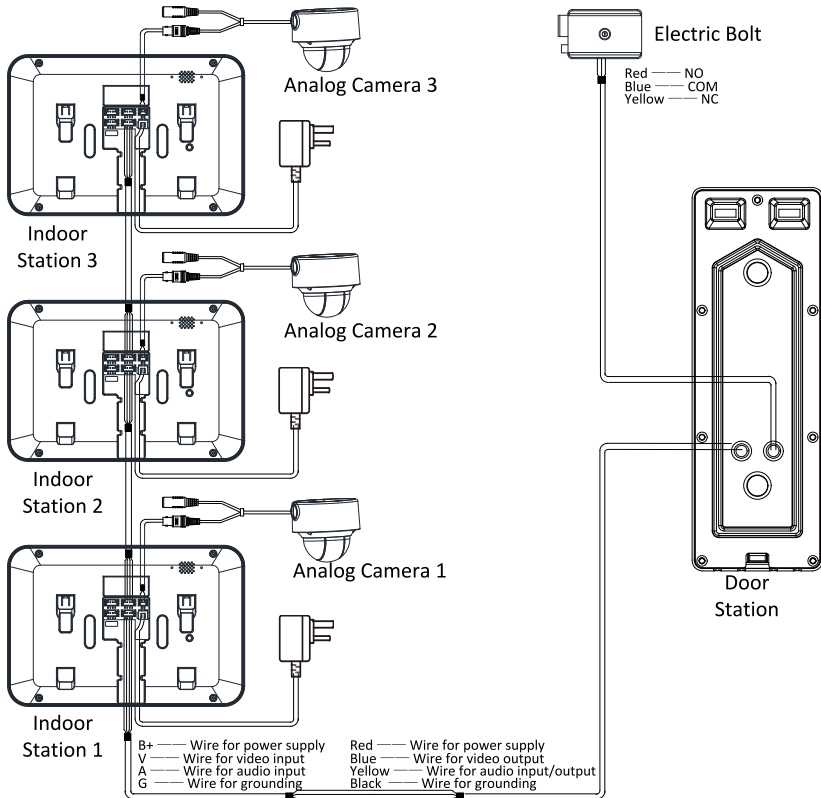 Analog Camera 3
Indoor
Station 3
Analog Camera 2
Indoor
Station 2
Analog Camera 1
Indoor
Station 1
Electric Bolt
Red —— NO
Blue —— COM
Yellow —— NC
Door
Station
B+ —— Wire for power supply
V —— Wire for video input
A —— Wire for audio input
G —— Wire for grounding
Red —— Wire for power supply
Blue —— Wire for video output
Yellow —— Wire for audio input/output
Black —— Wire for grounding